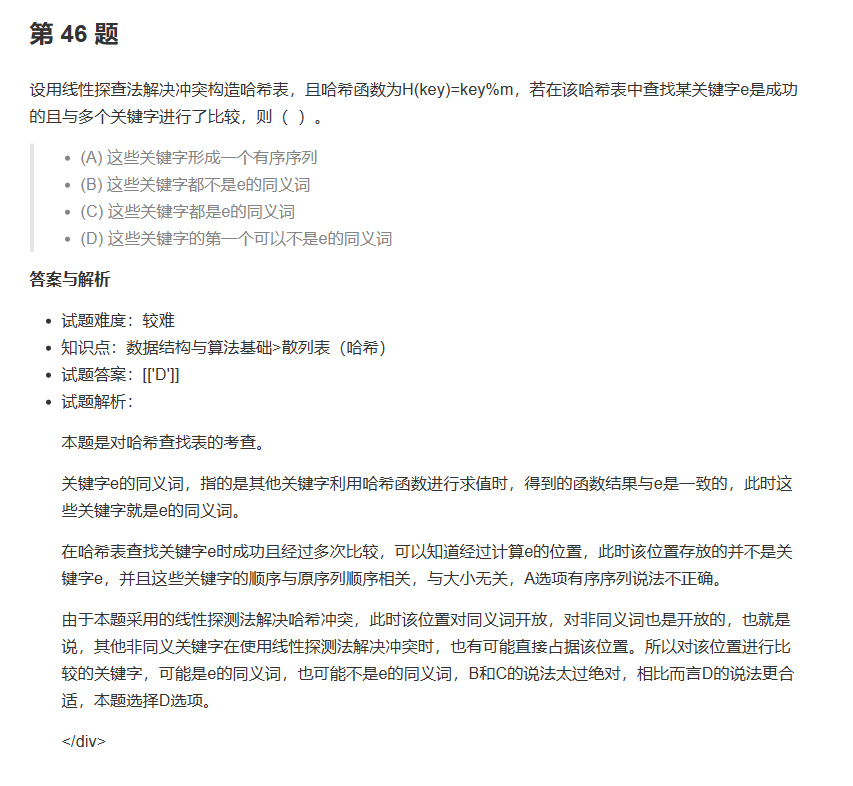 第 46 题
设用线性探查法解决冲突构造哈希表，且哈希函数为H(key)=key%m，若在该哈希表中查找某关键字e是成功
的且与多个关键字进行了比较，则（  ）。
• (A) 这些关键字形成一个有序序列
• (B) 这些关键字都不是e的同义词
• (C) 这些关键字都是e的同义词
• (D) 这些关键字的第一个可以不是e的同义词
答案与解析
• 试题难度：较难
• 知识点：数据结构与算法基础>散列表（哈希）
• 试题答案：[['D']]
• 试题解析：
本题是对哈希查找表的考查。
关键字e的同义词，指的是其他关键字利用哈希函数进行求值时，得到的函数结果与e是一致的，此时这
些关键字就是e的同义词。
在哈希表查找关键字e时成功且经过多次比较，可以知道经过计算e的位置，此时该位置存放的并不是关
键字e，并且这些关键字的顺序与原序列顺序相关，与大小无关，A选项有序序列说法不正确。
由于本题采用的线性探测法解决哈希冲突，此时该位置对同义词开放，对非同义词也是开放的，也就是
说，其他非同义关键字在使用线性探测法解决冲突时，也有可能直接占据该位置。所以对该位置进行比
较的关键字，可能是e的同义词，也可能不是e的同义词，B和C的说法太过绝对，相比而言D的说法更合
适，本题选择D选项。
</div>